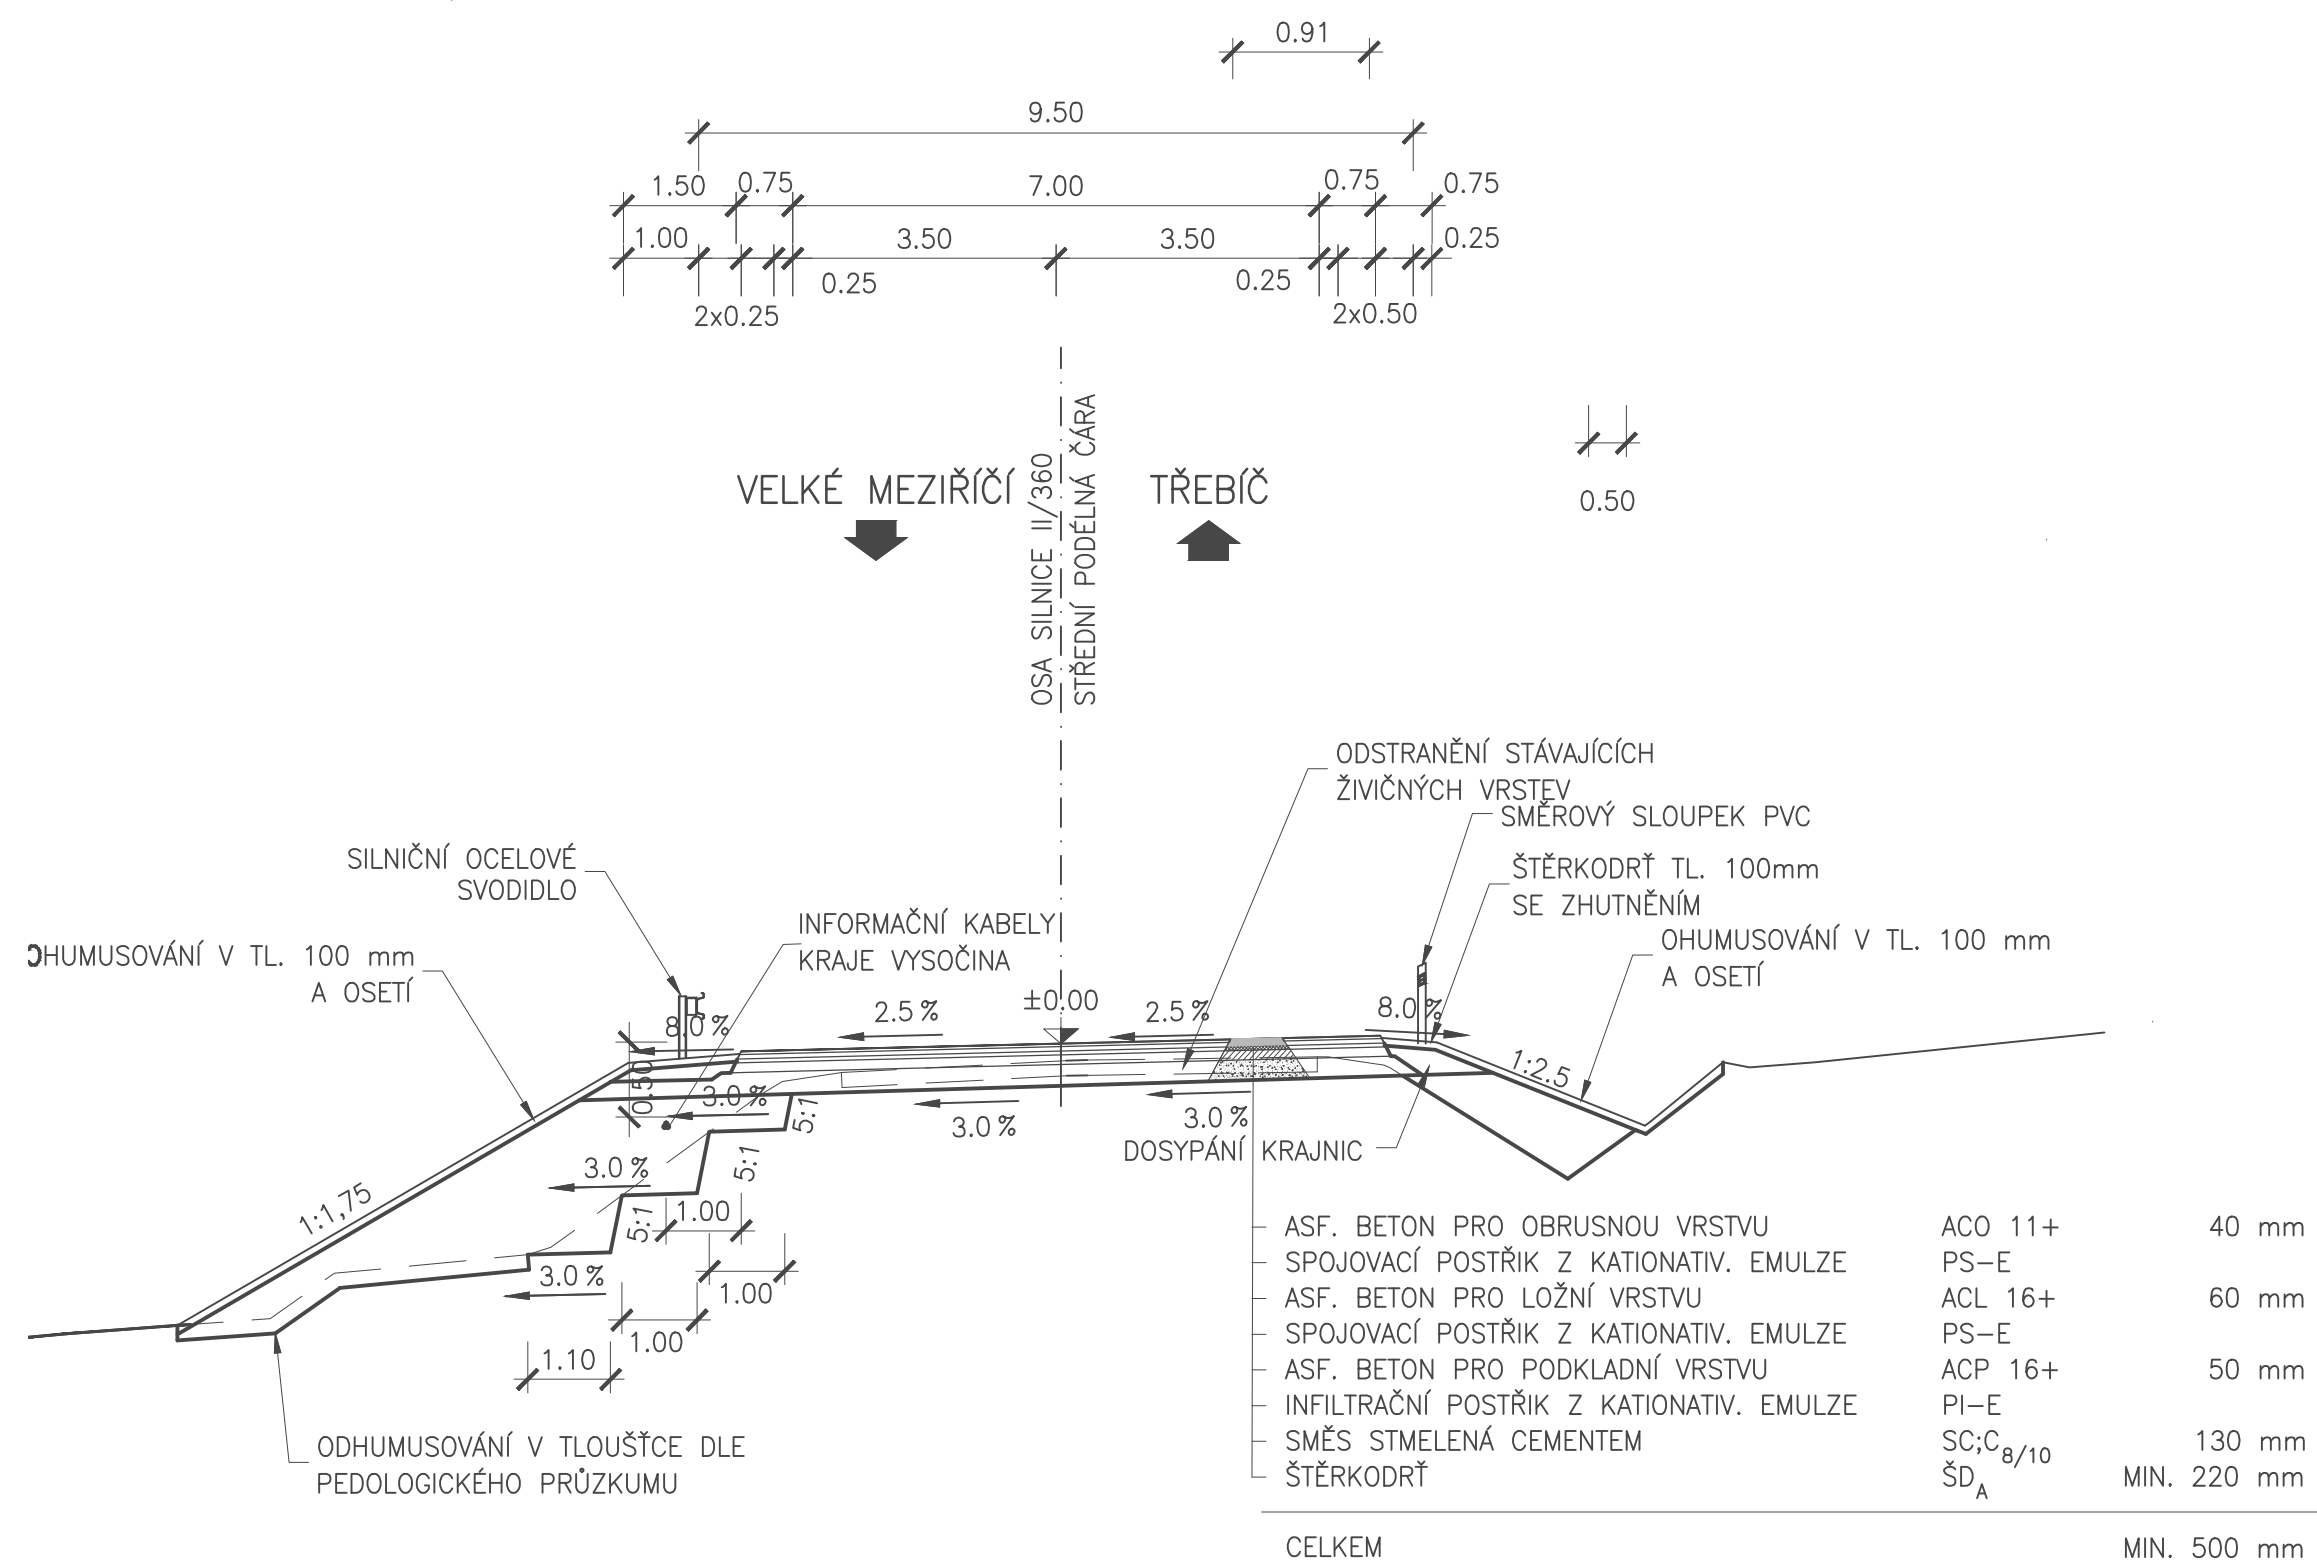 0.91
9.50
1.50 0.75 7.00 0.75 0.75
1.00 3.50 3.50 0.25
0.25 0.25
2x0.25 2x0.50
OSA SILNICE II/360
STŘEDNÍ PODÉLNÁ ČÁRA
VELKÉ MEZIŘÍČÍ TŘEBÍČ
0.50
ODSTRANĚNÍ STÁVAJÍCÍCH
ŽIVIČNÝCH VRSTEV
SMĚROVÝ SLOUPEK PVC
SILNIČNÍ OCELOVÉ
SVODIDLO
ŠTĚRKODRŤ TL. 100mm
SE ZHUTNĚNÍM
INFORMAČNÍ KABELY
KRAJE VYSOČINA
OHUMUSOVÁNÍ V TL. 100 mm
A OSETÍ
OHUMUSOVÁNÍ V TL. 100 mm
A OSETÍ
8.0% 2.5% ±0.00 2.5% 8.0%
1:2.5
0.50
3.0% 5:1 3.0% 3.0%
DOSYPÁNÍ KRAJNIC
3.0% 5:1
1:1,75
5:1 1.00
3.0% 1.00
1.00
1.10
ODHUMUSOVÁNÍ V TLOUŠŤCE DLE
PEDOLOGICKÉHO PRŮZKUMU
ASF. BETON PRO OBRUSNOU VRSTVU ACO 11+ 40 mm
SPOJOVACÍ POSTŘIK Z KATIONATIV. EMULZE PS-E
ASF. BETON PRO LOŽNÍ VRSTVU ACL 16+ 60 mm
SPOJOVACÍ POSTŘIK Z KATIONATIV. EMULZE PS-E
ASF. BETON PRO PODKLADNÍ VRSTVU ACP 16+ 50 mm
INFILTRAČNÍ POSTŘIK Z KATIONATIV. EMULZE PI-E
SMĚS STMELENÁ CEMENTEM SC;C8/10 130 mm
ŠTĚRKODRŤ ŠDA MIN. 220 mm
CELKEM MIN. 500 mm